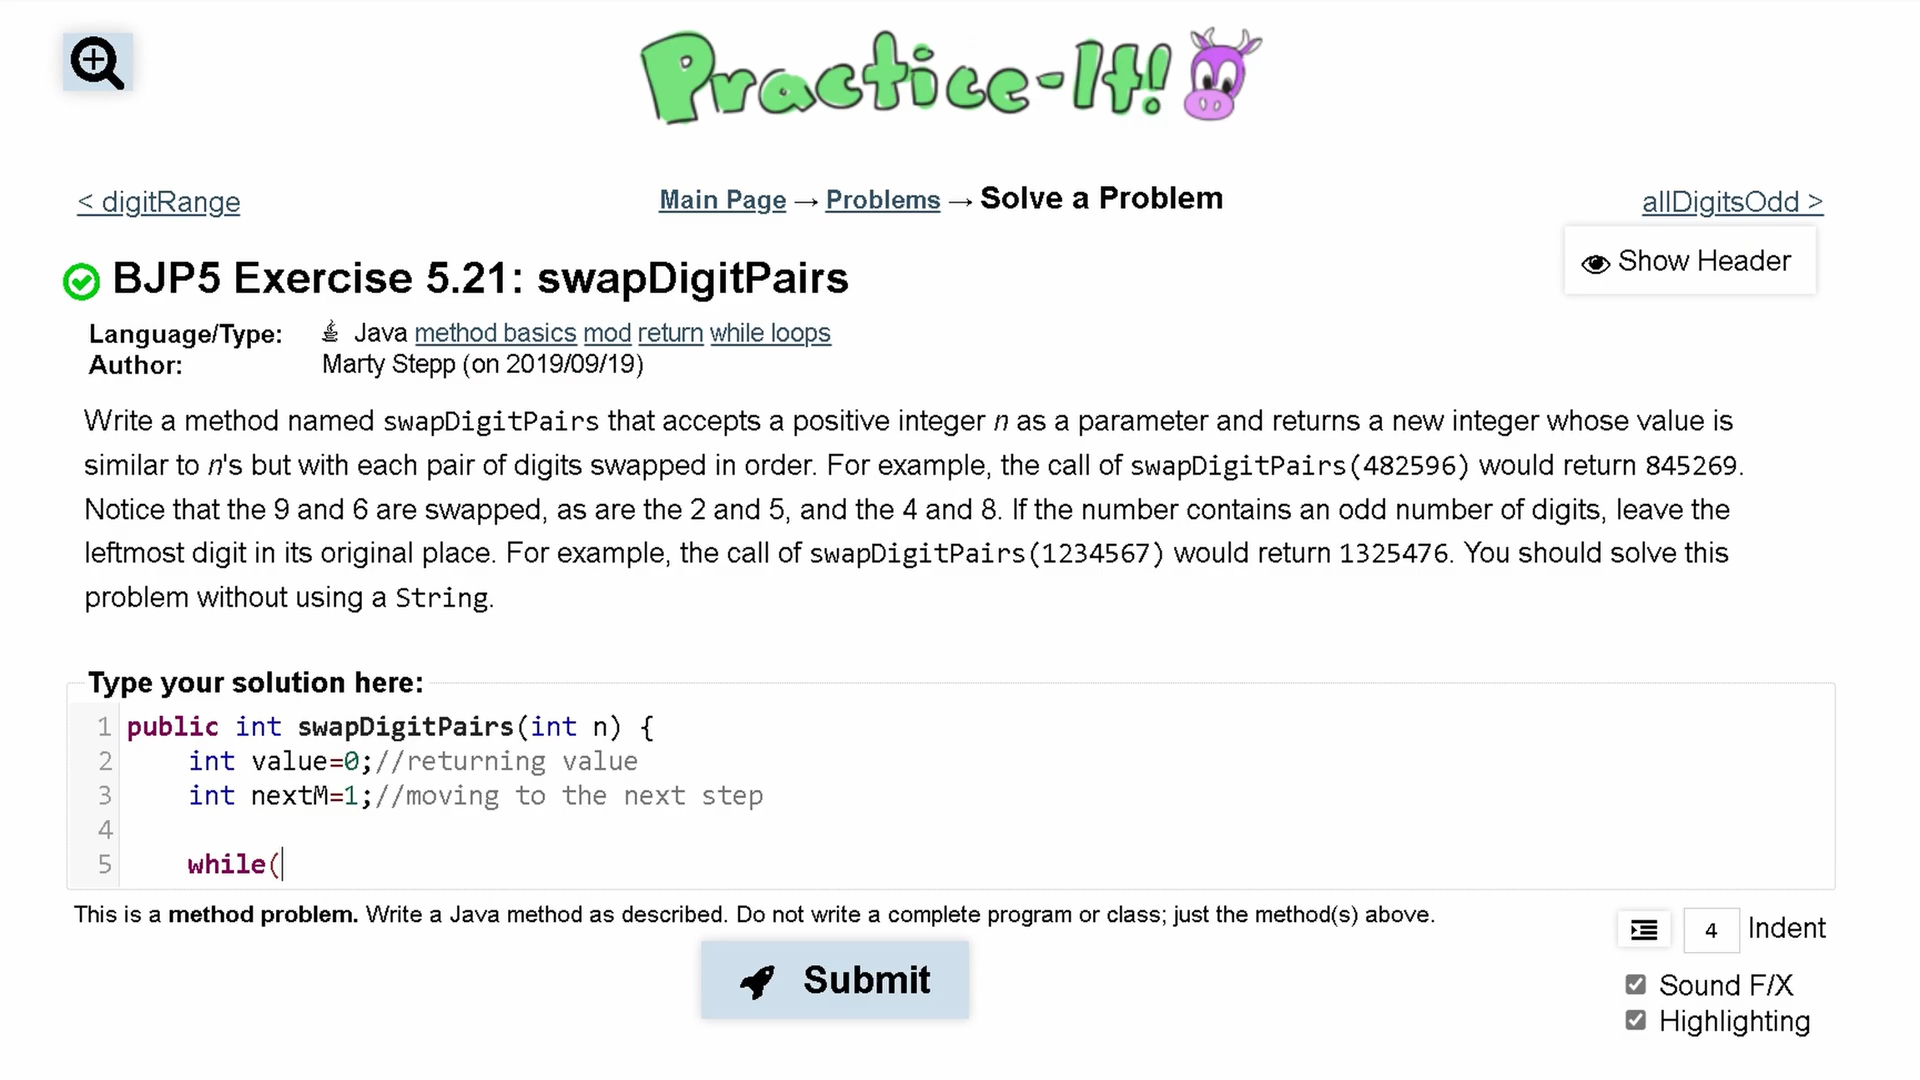 Practice-It!
< digitRange
Main Page → Problems → Solve a Problem
allDigitsOdd >
Show Header
BJP5 Exercise 5.21: swapDigitPairs
Language/Type: Java method basics mod return while loops
Author: Marty Stepp (on 2019/09/19)
Write a method named swapDigitPairs that accepts a positive integer n as a parameter and returns a new integer whose value is
similar to n's but with each pair of digits swapped in order. For example, the call of swapDigitPairs(482596) would return 845269.
Notice that the 9 and 6 are swapped, as are the 2 and 5, and the 4 and 8. If the number contains an odd number of digits, leave the
leftmost digit in its original place. For example, the call of swapDigitPairs(1234567) would return 1325476. You should solve this
problem without using a String.
Type your solution here:
1 public int swapDigitPairs(int n) {
2 int value=0;//returning value
3 int nextM=1;//moving to the next step
4
5 while(
This is a method problem. Write a Java method as described. Do not write a complete program or class; just the method(s) above.
4 Indent
Submit
Sound F/X
Highlighting